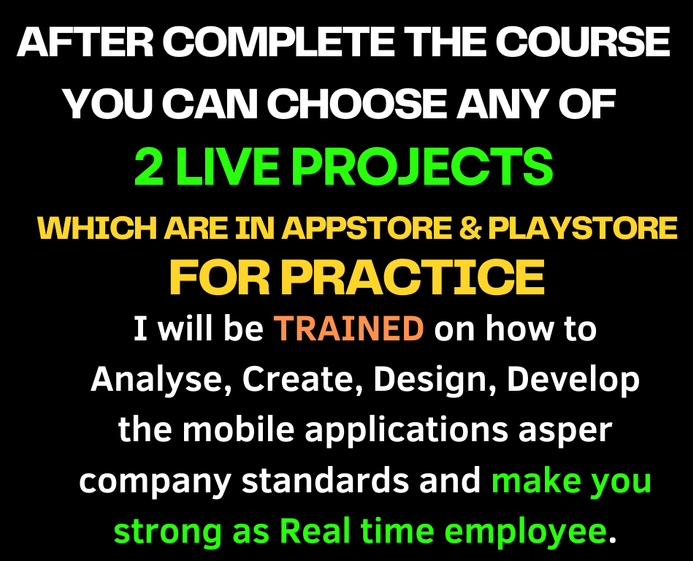 AFTER COMPLETE THE COURSE
YOU CAN CHOOSE ANY OF
2 LIVE PROJECTS
WHICH ARE IN APPSTORE & PLAYSTORE
FOR PRACTICE
I will be TRAINED on how to
Analyse, Create, Design, Develop
the mobile applications asper
company standards and make you
strong as Real time employee.